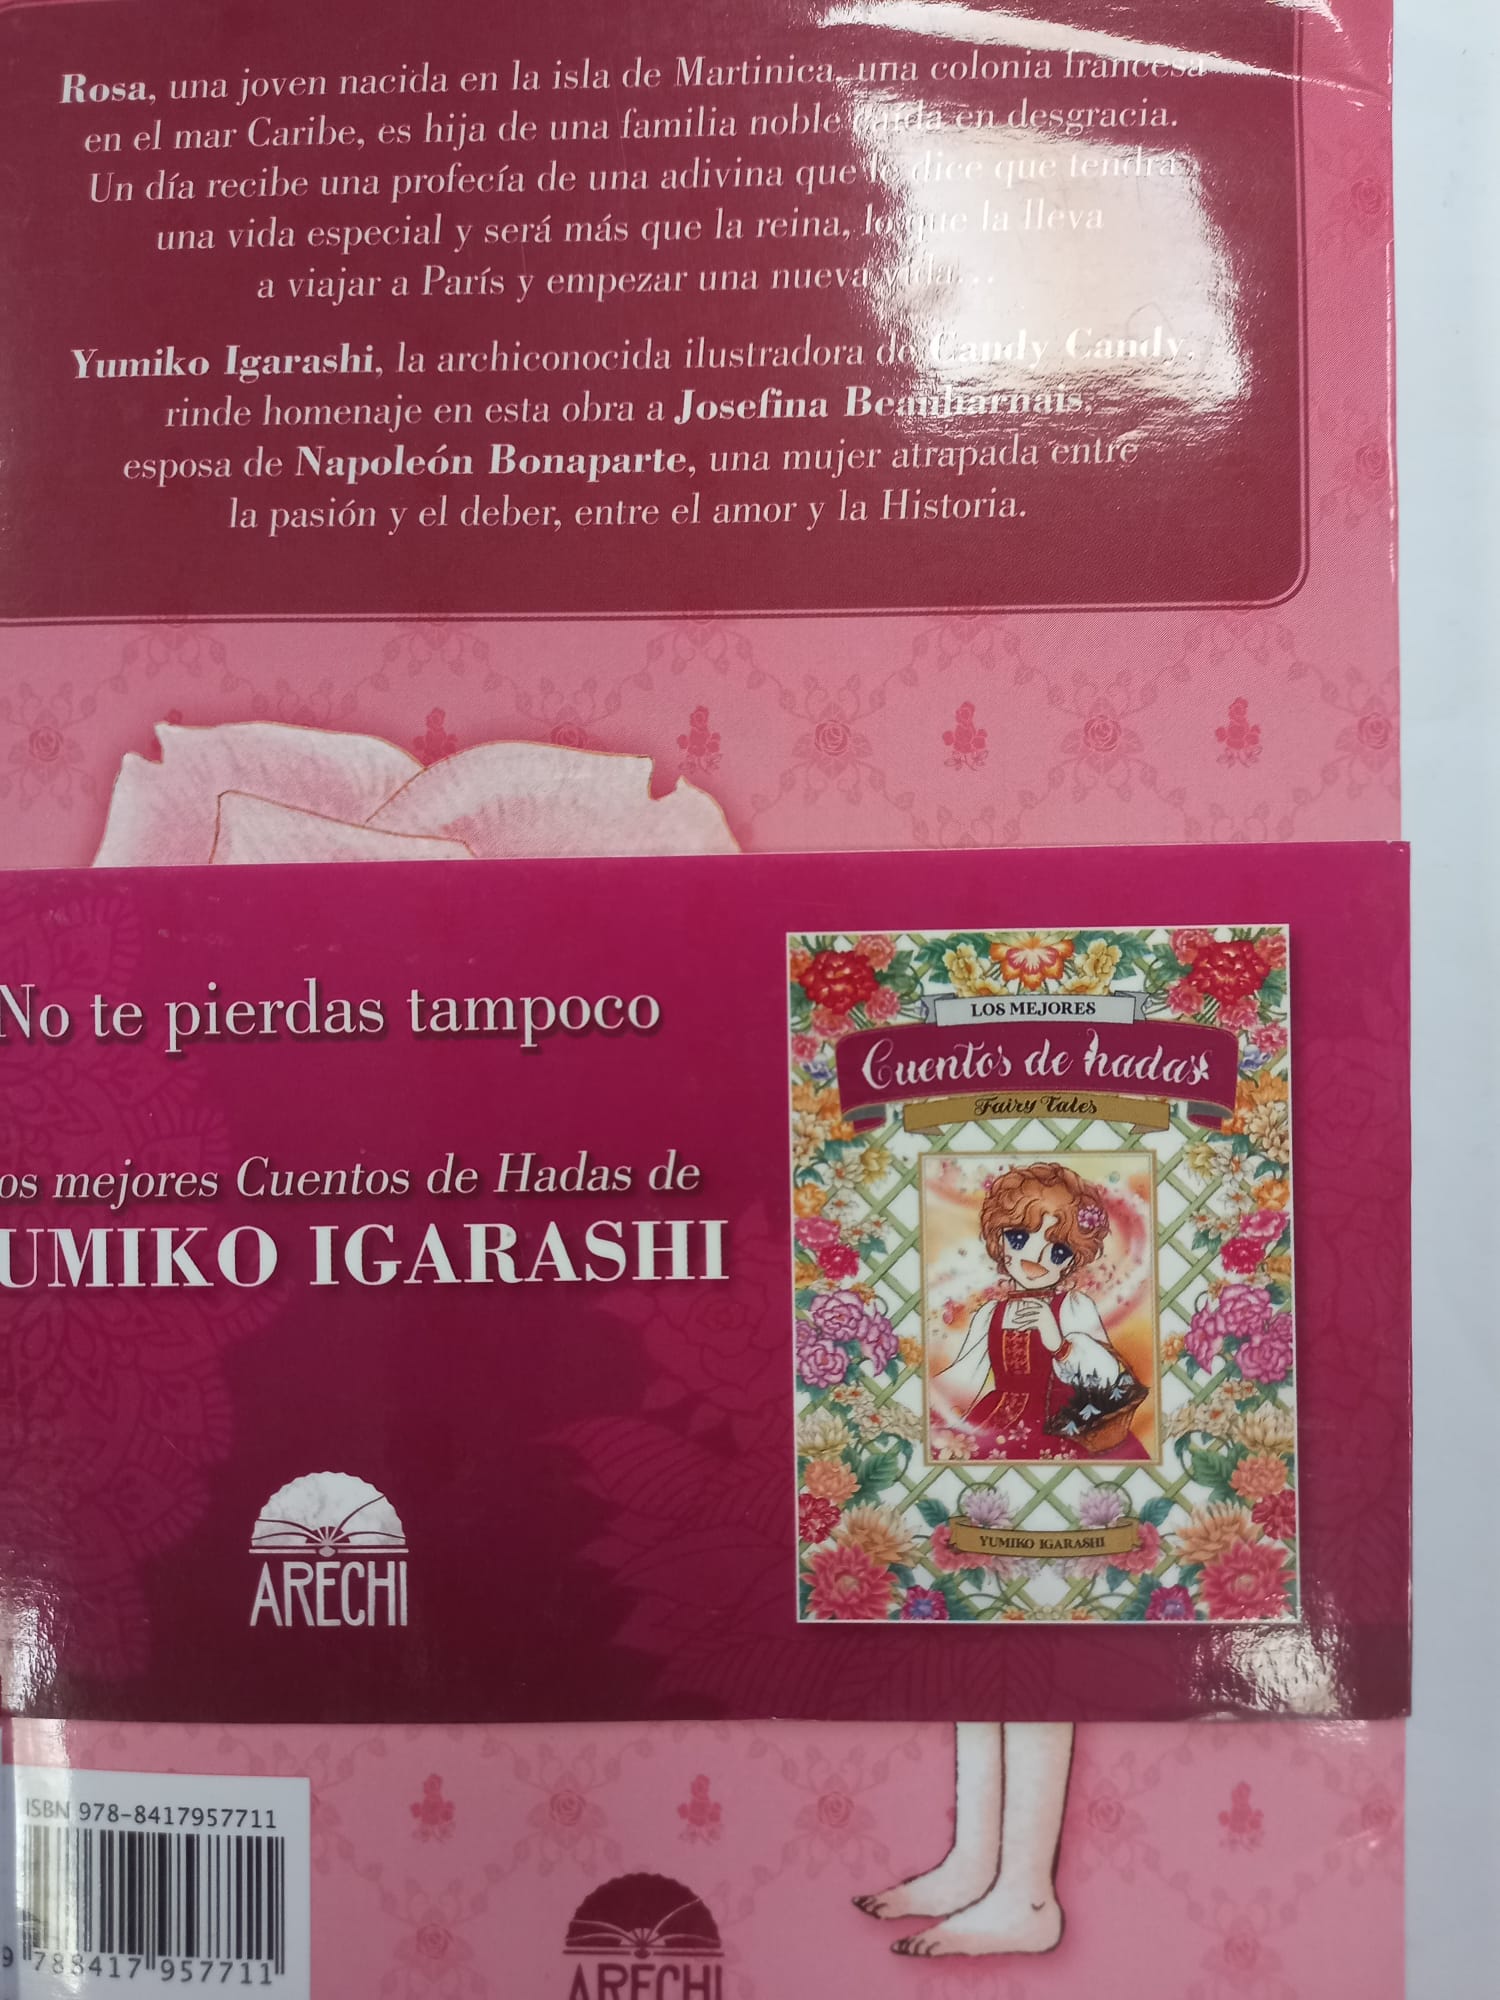 Rosa, una joven nacida en la isla de Martinica, una colonia francesa
en el mar Caribe, es hija de una familia noble caída en desgracia.
Un día recibe una profecía de una adivina que le dice que tendrá
una vida especial y será más que la reina, lo que la lleva
a viajar a París y empezar una nueva vida...
Yumiko Igarashi, la archiconocida ilustradora de Candy Candy,
rinde homenaje en esta obra a Josefina Beauharnais,
esposa de Napoleón Bonaparte, una mujer atrapada entre
la pasión y el deber, entre el amor y la Historia.
No te pierdas tampoco
os mejores Cuentos de Hadas de
UMIKO IGARASHI
ARECHI
LOS MEJORES
Cuentos de hadas
Fairy Tales
YUMIKO IGARASHI
ISBN 978-8417957711
9 788417 957711
ARECHI